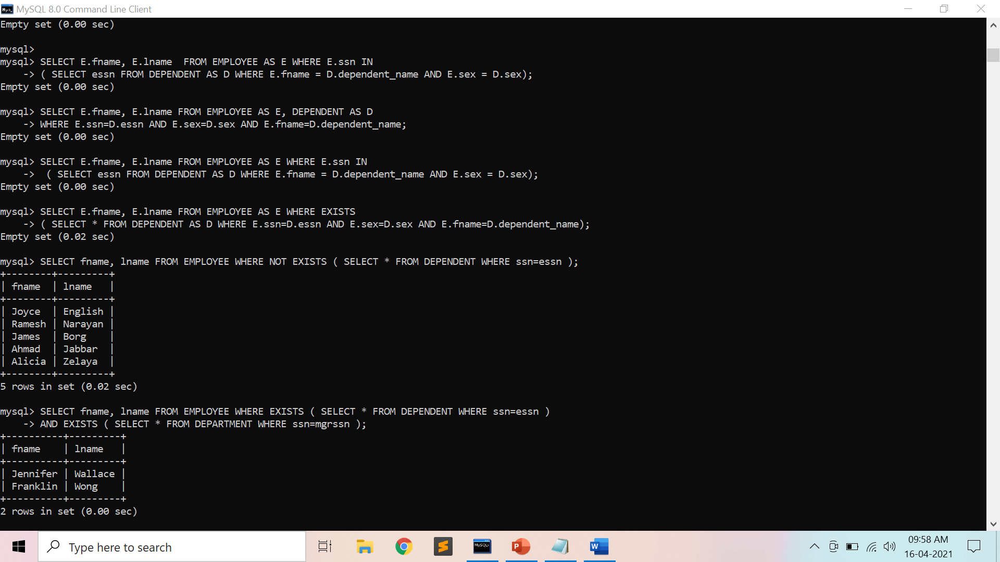 MySQL 8.0 Command Line Client
Empty set (0.00 sec)
mysql>
mysql> SELECT E.fname, E.lname  FROM EMPLOYEE AS E WHERE E.ssn IN
    -> ( SELECT essn FROM DEPENDENT AS D WHERE E.fname = D.dependent_name AND E.sex = D.sex);
Empty set (0.00 sec)
mysql> SELECT E.fname, E.lname FROM EMPLOYEE AS E, DEPENDENT AS D
    -> WHERE E.ssn=D.essn AND E.sex=D.sex AND E.fname=D.dependent_name;
Empty set (0.00 sec)
mysql> SELECT E.fname, E.lname FROM EMPLOYEE AS E WHERE E.ssn IN
    ->  ( SELECT essn FROM DEPENDENT AS D WHERE E.fname = D.dependent_name AND E.sex = D.sex);
Empty set (0.00 sec)
mysql> SELECT E.fname, E.lname FROM EMPLOYEE AS E WHERE EXISTS
    -> ( SELECT * FROM DEPENDENT AS D WHERE E.ssn=D.essn AND E.sex=D.sex AND E.fname=D.dependent_name);
Empty set (0.02 sec)
mysql> SELECT fname, lname FROM EMPLOYEE WHERE NOT EXISTS ( SELECT * FROM DEPENDENT WHERE ssn=essn );
+--------+---------+
| fname  | lname   |
+--------+---------+
| Joyce  | English |
| Ramesh | Narayan |
| James  | Borg    |
| Ahmad  | Jabbar  |
| Alicia | Zelaya  |
+--------+---------+
5 rows in set (0.02 sec)
mysql> SELECT fname, lname FROM EMPLOYEE WHERE EXISTS ( SELECT * FROM DEPENDENT WHERE ssn=essn )
    -> AND EXISTS ( SELECT * FROM DEPARTMENT WHERE ssn=mgrssn );
+----------+---------+
| fname    | lname   |
+----------+---------+
| Jennifer | Wallace |
| Franklin | Wong    |
+----------+---------+
2 rows in set (0.00 sec)
Type here to search
09:58 AM
16-04-2021